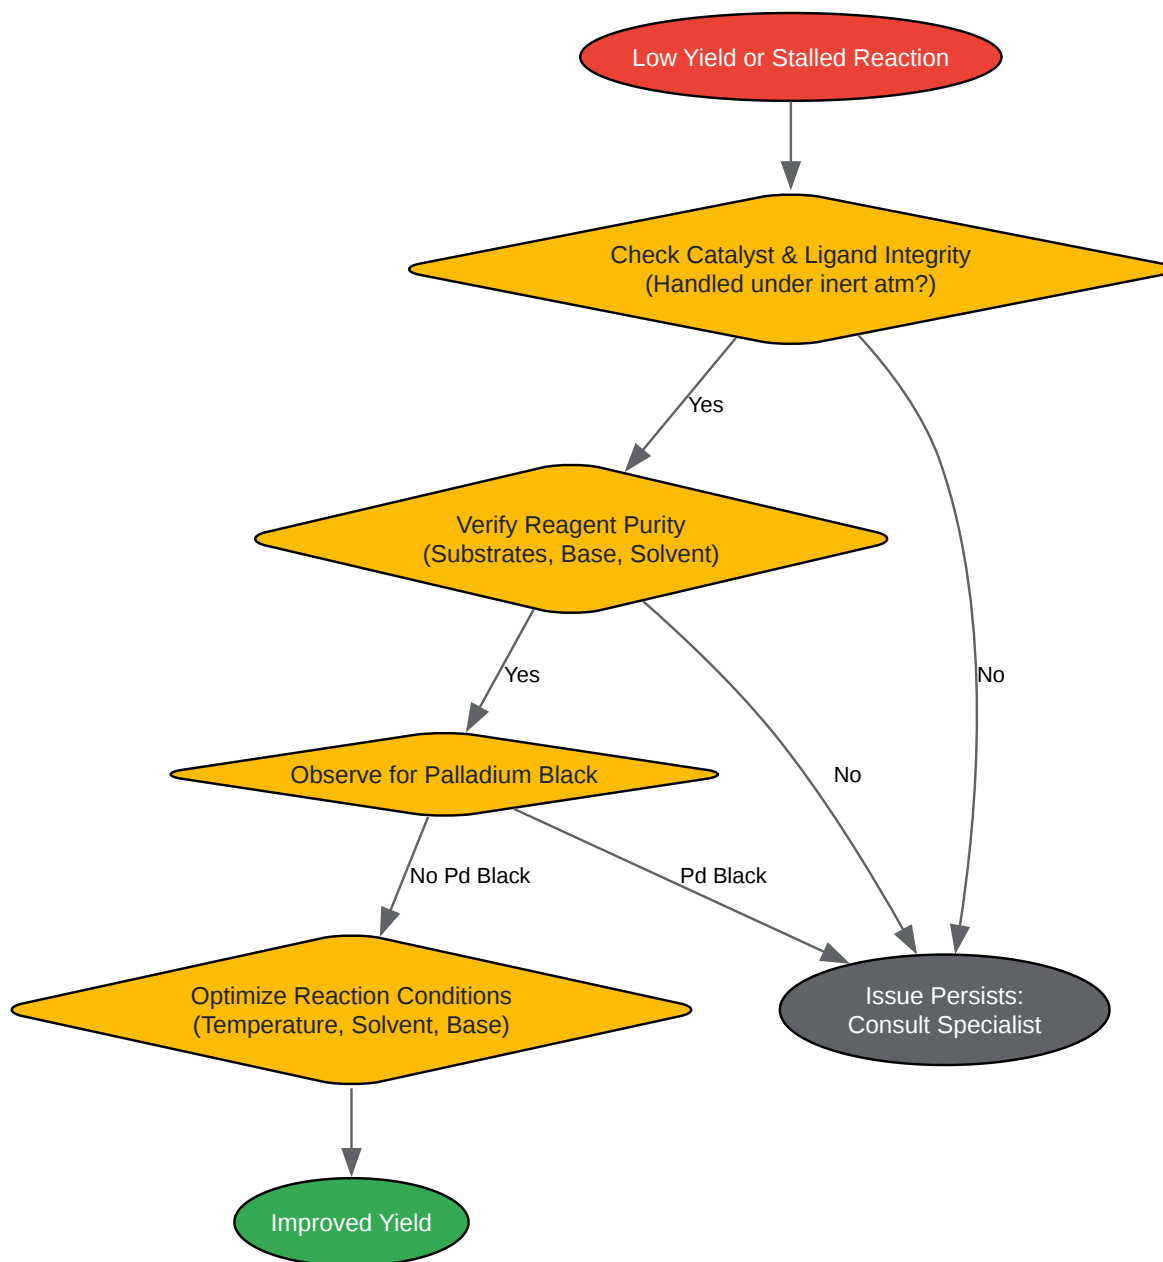 Low Yield or Stalled Reaction
Check Catalyst & Ligand Integrity
(Handled under inert atm?)
Yes
Verify Reagent Purity
(Substrates, Base, Solvent)
Yes
No
Observe for Palladium Black
No
No Pd Black
Pd Black
Optimize Reaction Conditions
(Temperature, Solvent, Base)
Issue Persists:
Consult Specialist
Improved Yield